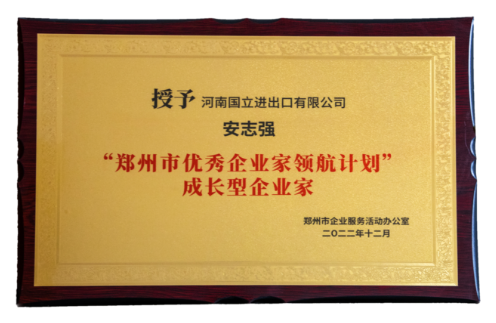 授予 河南国立进出口有限公司
安志强
“郑州市优秀企业家领航计划”
成长型企业家
郑州市企业服务活动办公室
二〇二二年十二月